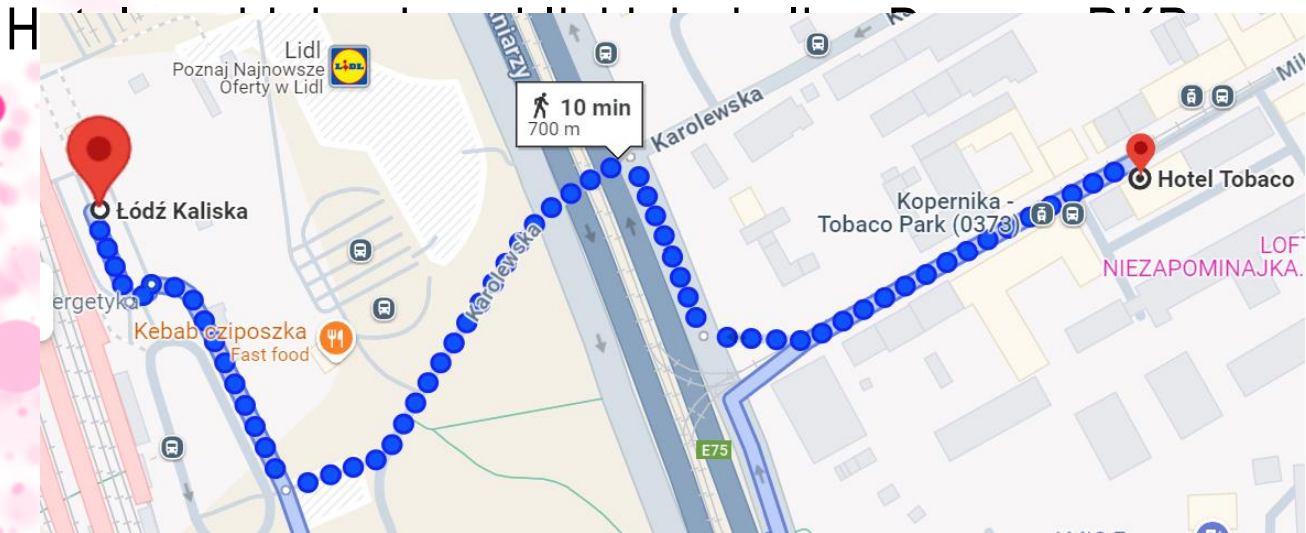 Lidl
Poznaj Najnowsze
Oferty w Lidl
LiDL
10 min
700 m
Karolewska
Łódź Kaliska
Hotel Tobaco
Kopernika -
Tobaco Park (0373)
LOFT
NIEZAPOMINAJKA.
Karolewska
ergetyka
Kebab cziposzka
Fast food
E75